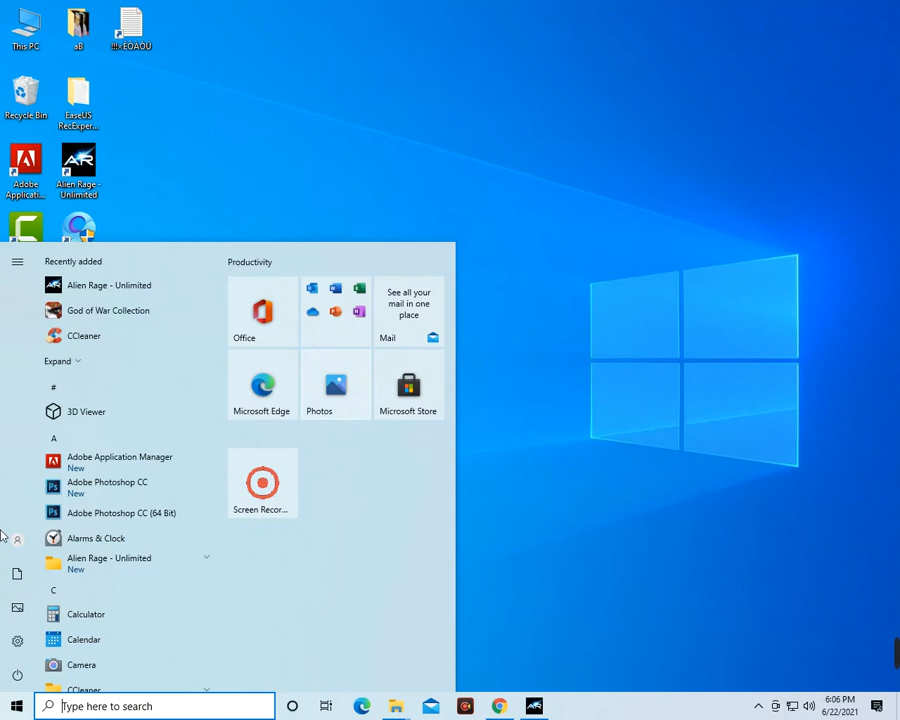 This PC
aB
!!!×ÉÒÀÒÛ
Recycle Bin
EaseUS
RecExper...
Adobe
Applicati...
Alien Rage -
Unlimited
Recently added
Alien Rage - Unlimited
God of War Collection
CCleaner
Expand
#
3D Viewer
A
Adobe Application Manager
New
Adobe Photoshop CC
New
Adobe Photoshop CC (64 Bit)
Alarms & Clock
Alien Rage - Unlimited
New
C
Calculator
Calendar
Camera
CCleaner
Productivity
Office
See all your
mail in one
place
Mail
Microsoft Edge
Photos
Microsoft Store
Screen Recor...
Type here to search
6:06 PM
6/22/2021